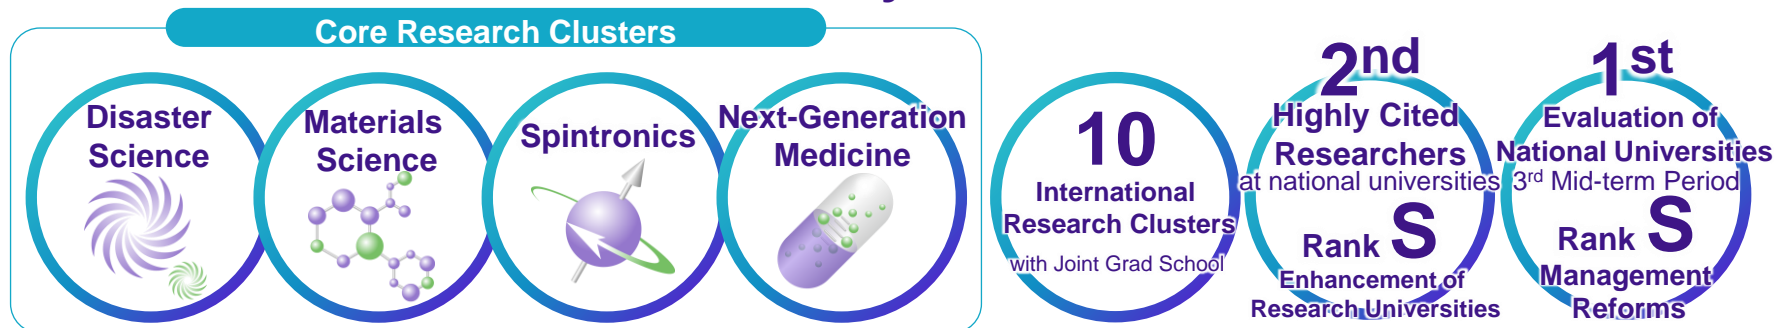 Core Research Clusters
Disaster
Science
Materials
Science
Spintronics
Next-Generation
Medicine
10
International
Research Clusters
with Joint Grad School
2nd
Highly Cited
Researchers
at national universities
Rank S
Enhancement of
Research Universities
1st
Evaluation of
National Universities
3rd Mid-term Period
Rank S
Management
Reforms